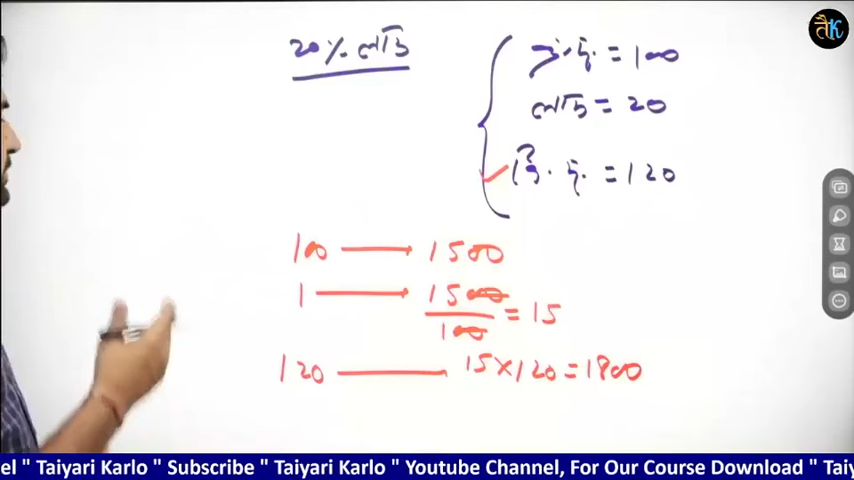 20% लाभ
क्र. मू. = 100
लाभ = 20
वि. मू. = 120
100 — 1500
1 — 1500/100 = 15
120 — 15×120 = 1800
el " Taiyari Karlo " Subscribe " Taiyari Karlo " Youtube Channel, For Our Course Download " Taiy